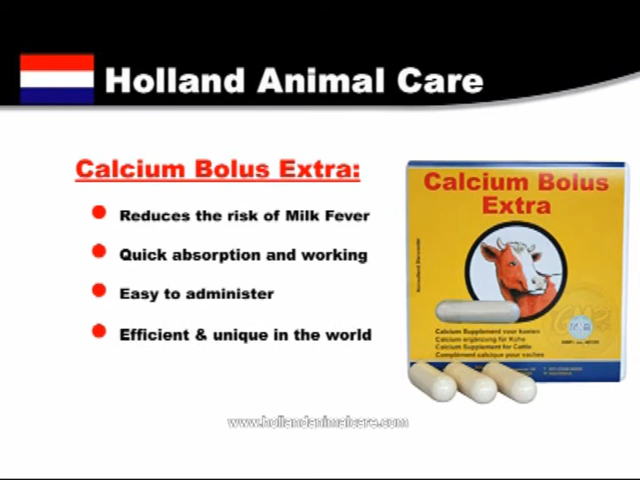 Holland Animal Care
Calcium Bolus Extra:
Reduces the risk of Milk Fever
Quick absorption and working
Easy to administer
Efficient & unique in the world
Calcium Bolus
Extra
Calcium Supplement voor koeien
Calcium ergänzung für Kühe
Calcium Supplement for Cattle
Complément calcique pour vaches
www.hollandanimalcare.com